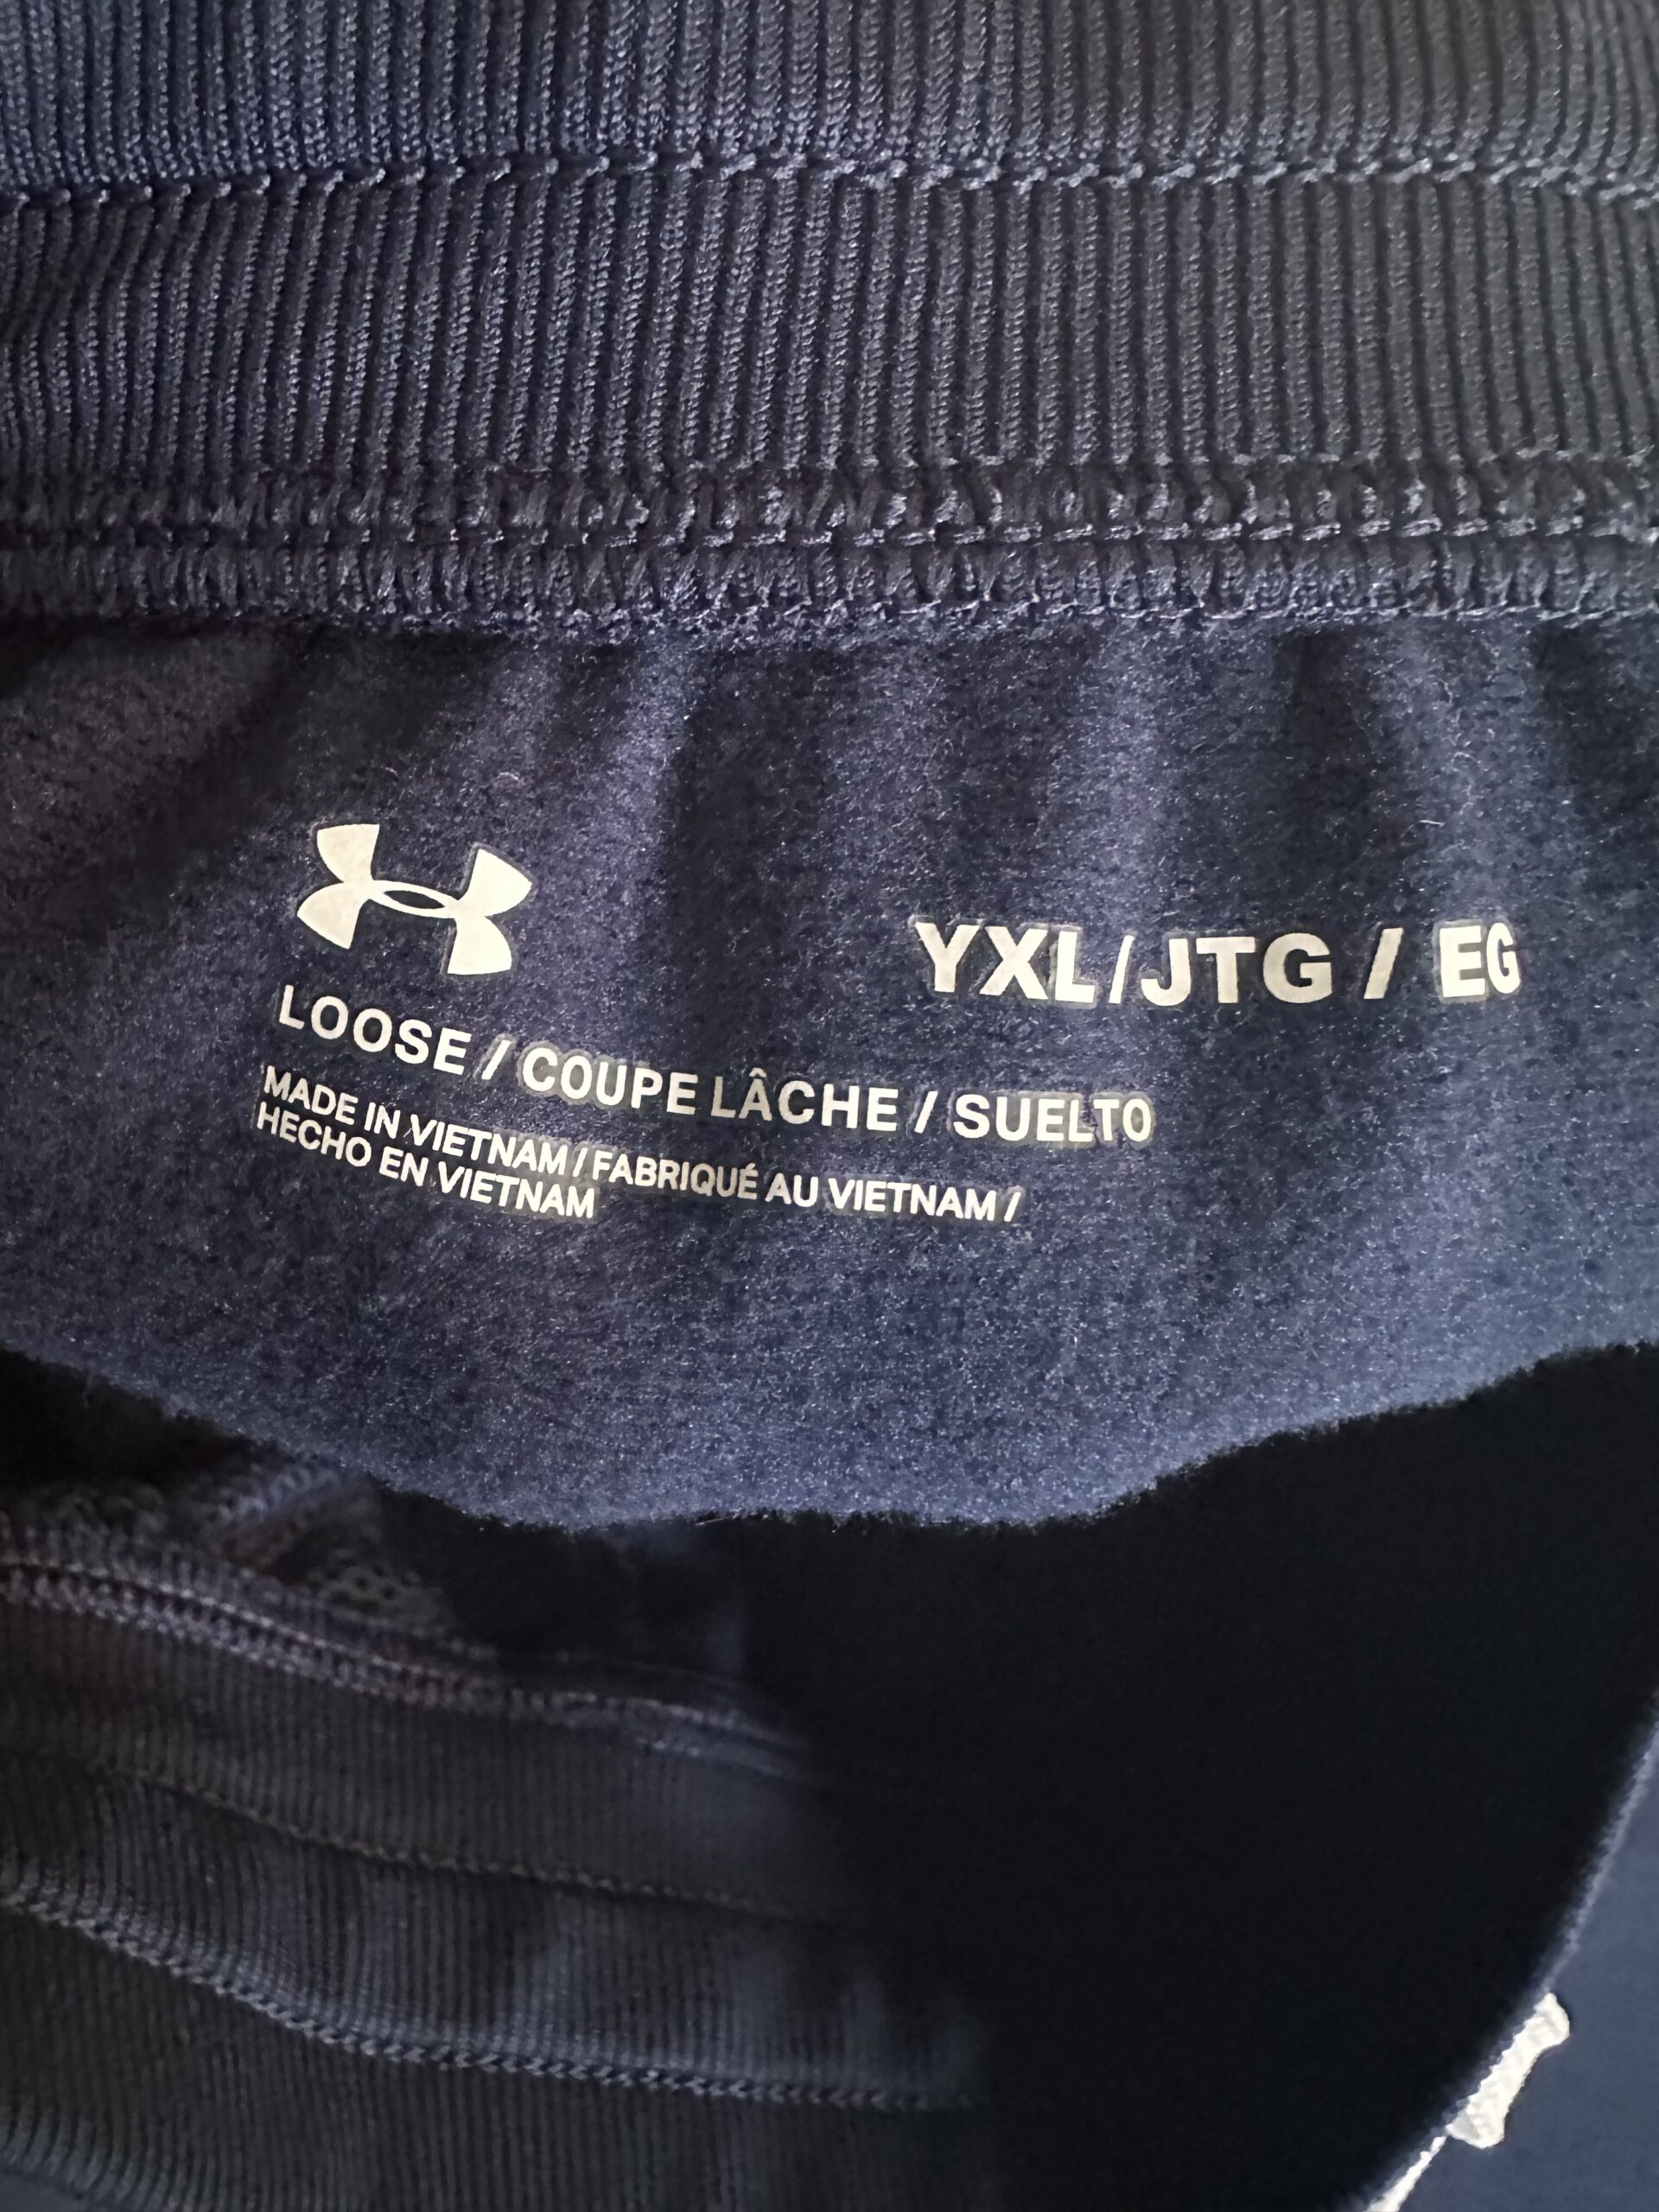 YXL/JTG / EG
LOOSE / COUPE LÂCHE / SUELTO
MADE IN VIETNAM / FABRIQUÉ AU VIETNAM /
HECHO EN VIETNAM